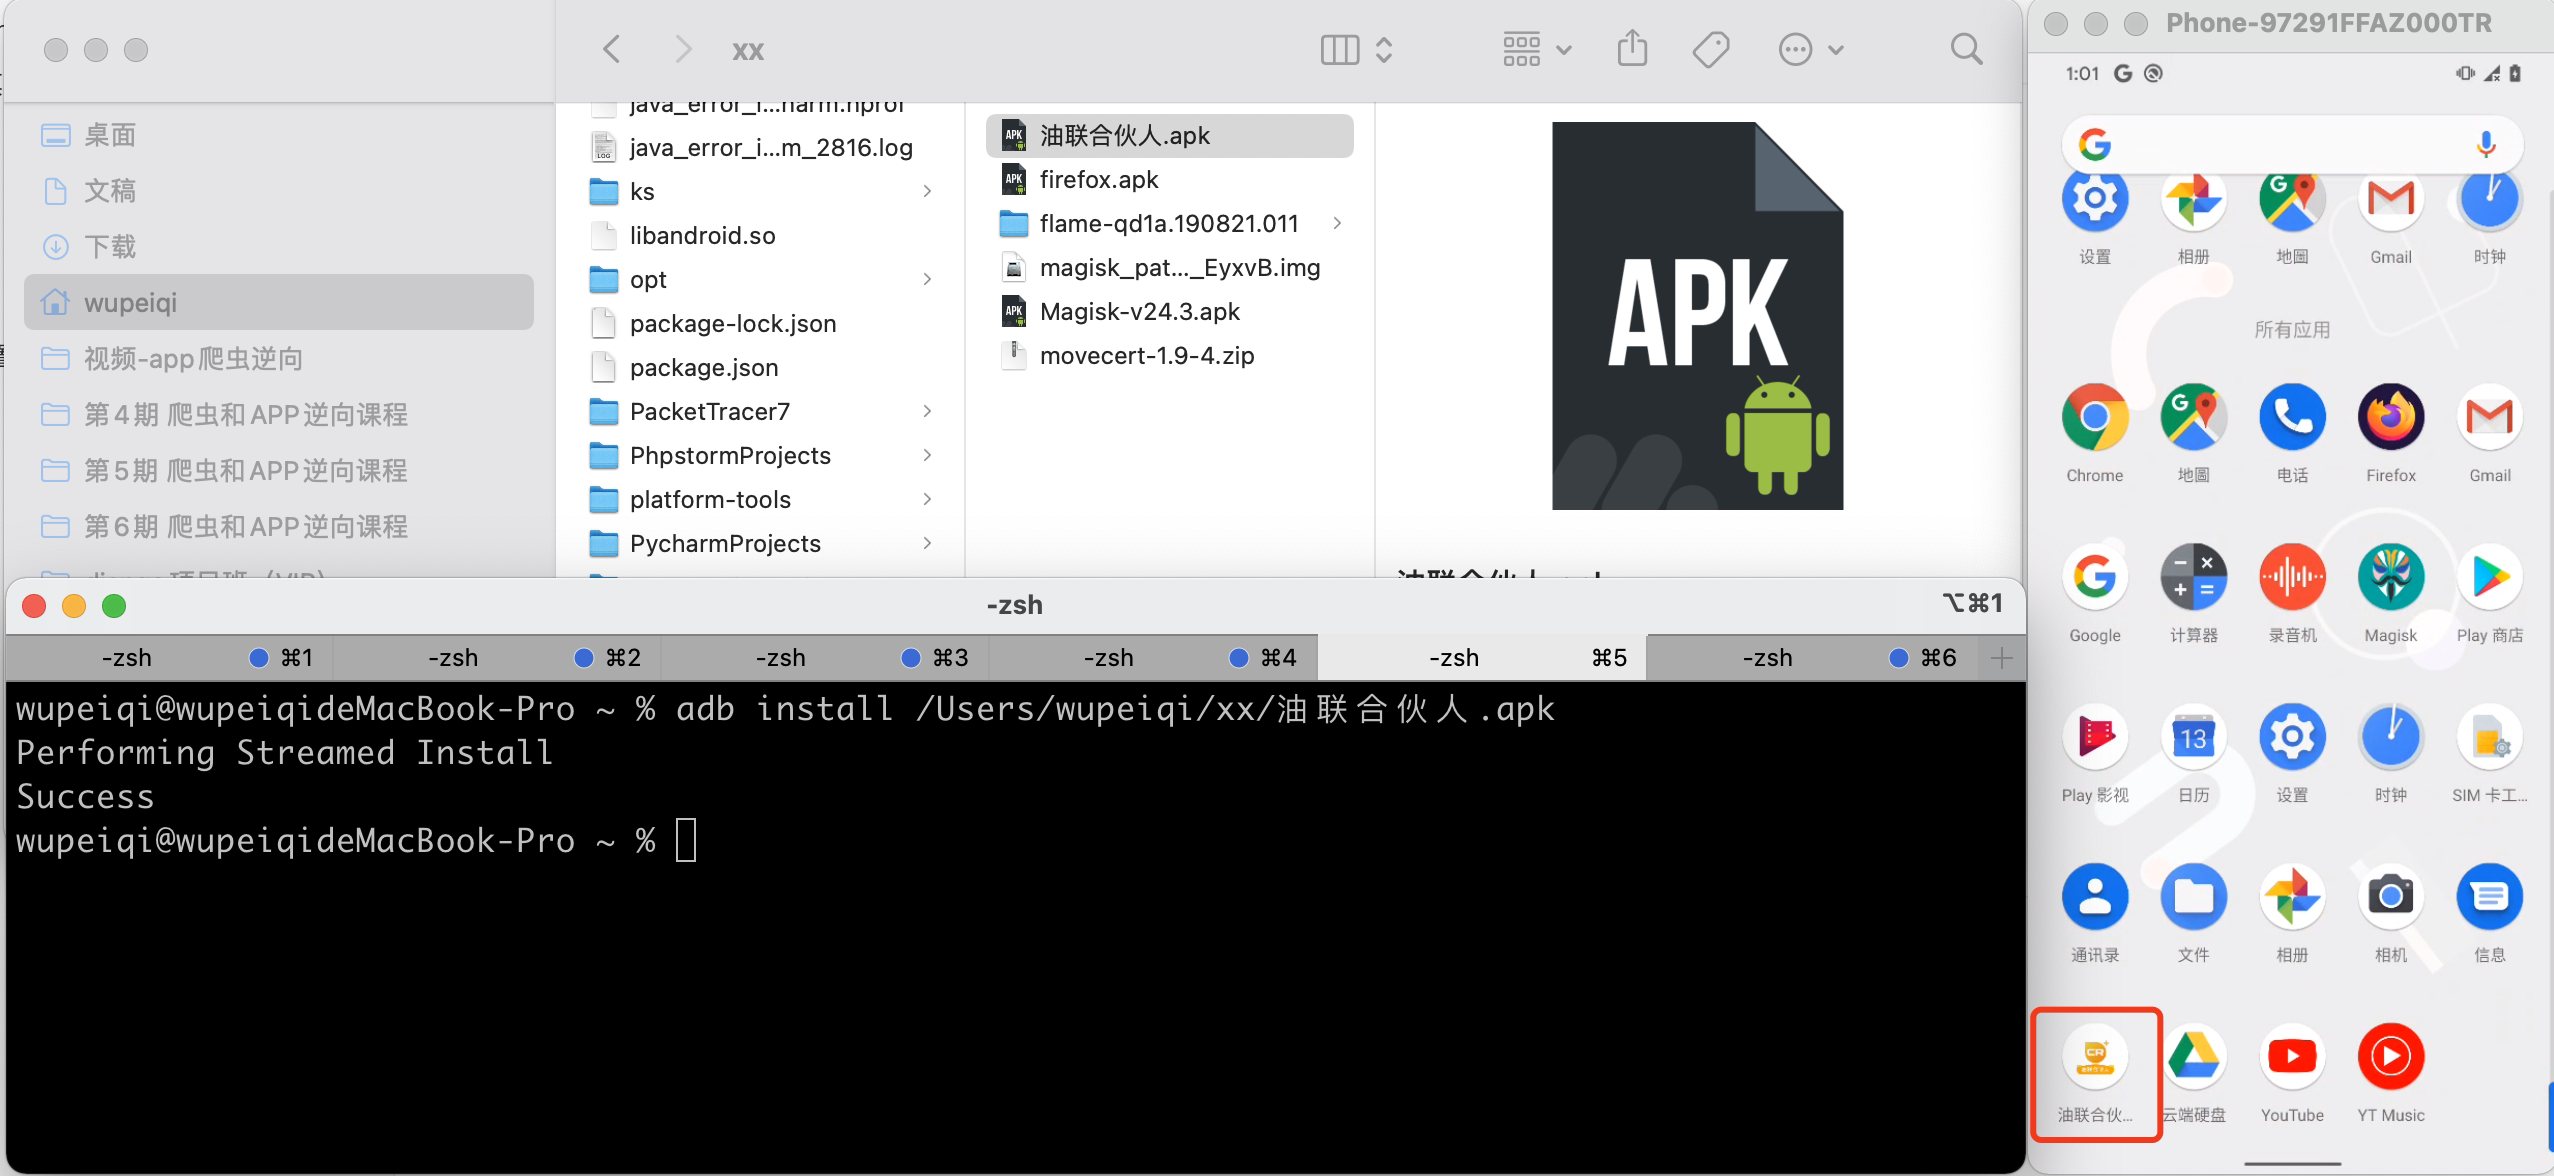 xx
桌面
文稿
下载
wupeiqi
视频-app爬虫逆向
第4期 爬虫和APP逆向课程
第5期 爬虫和APP逆向课程
第6期 爬虫和APP逆向课程
java_error_i...m_2816.log
ks
libandroid.so
opt
package-lock.json
package.json
PacketTracer7
PhpstormProjects
platform-tools
PycharmProjects
油联合伙人.apk
firefox.apk
flame-qd1a.190821.011
magisk_pat..._EyxvB.img
Magisk-v24.3.apk
movecert-1.9-4.zip
APK
-zsh
⌥⌘1
-zsh ⌘1
-zsh ⌘2
-zsh ⌘3
-zsh ⌘4
-zsh ⌘5
-zsh ⌘6
wupeiqi@wupeiqideMacBook-Pro ~ % adb install /Users/wupeiqi/xx/油联合伙人.apk
Performing Streamed Install
Success
wupeiqi@wupeiqideMacBook-Pro ~ %
Phone-97291FFAZ000TR
1:01
设置 相册 地圖 Gmail 时钟
所有应用
Chrome 地圖 电话 Firefox Gmail
Google 计算器 录音机 Magisk Play 商店
13
Play 影视 日历 设置 时钟 SIM 卡工...
通讯录 文件 相册 相机 信息
油联合伙... 云端硬盘 YouTube YT Music